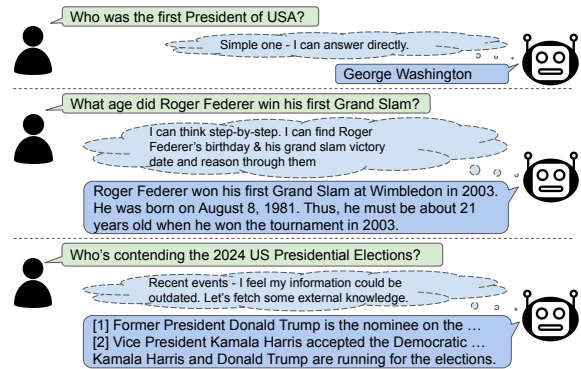 Who was the first President of USA?
Simple one - I can answer directly.
George Washington
What age did Roger Federer win his first Grand Slam?
I can think step-by-step. I can find Roger
Federer's birthday & his grand slam victory
date and reason through them
Roger Federer won his first Grand Slam at Wimbledon in 2003.
He was born on August 8, 1981. Thus, he must be about 21
years old when he won the tournament in 2003.
Who's contending the 2024 US Presidential Elections?
Recent events - I feel my information could be
outdated. Let's fetch some external knowledge.
[1] Former President Donald Trump is the nominee on the …
[2] Vice President Kamala Harris accepted the Democratic …
Kamala Harris and Donald Trump are running for the elections.